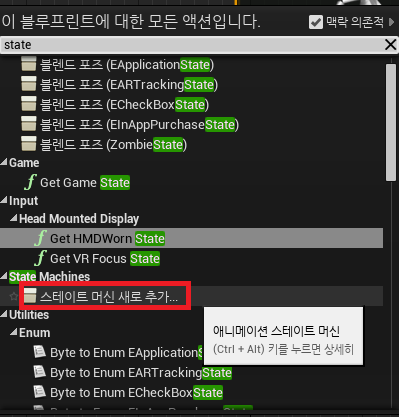 이 블루프린트에 대한 모든 액션입니다.
맥락 의존적
state
블렌드 포즈 (EApplicationState)
블렌드 포즈 (EARTrackingState)
블렌드 포즈 (ECheckBoxState)
블렌드 포즈 (EInAppPurchaseState)
블렌드 포즈 (ZombieState)
Game
Get Game State
Input
Head Mounted Display
Get HMDWorn State
Get VR Focus State
State Machines
스테이트 머신 새로 추가...
Utilities
애니메이션 스테이트 머신
Enum
(Ctrl + Alt) 키를 누르면 상세히
Byte to Enum EApplicationS
Byte to Enum EARTrackingState
Byte to Enum ECheckBoxState